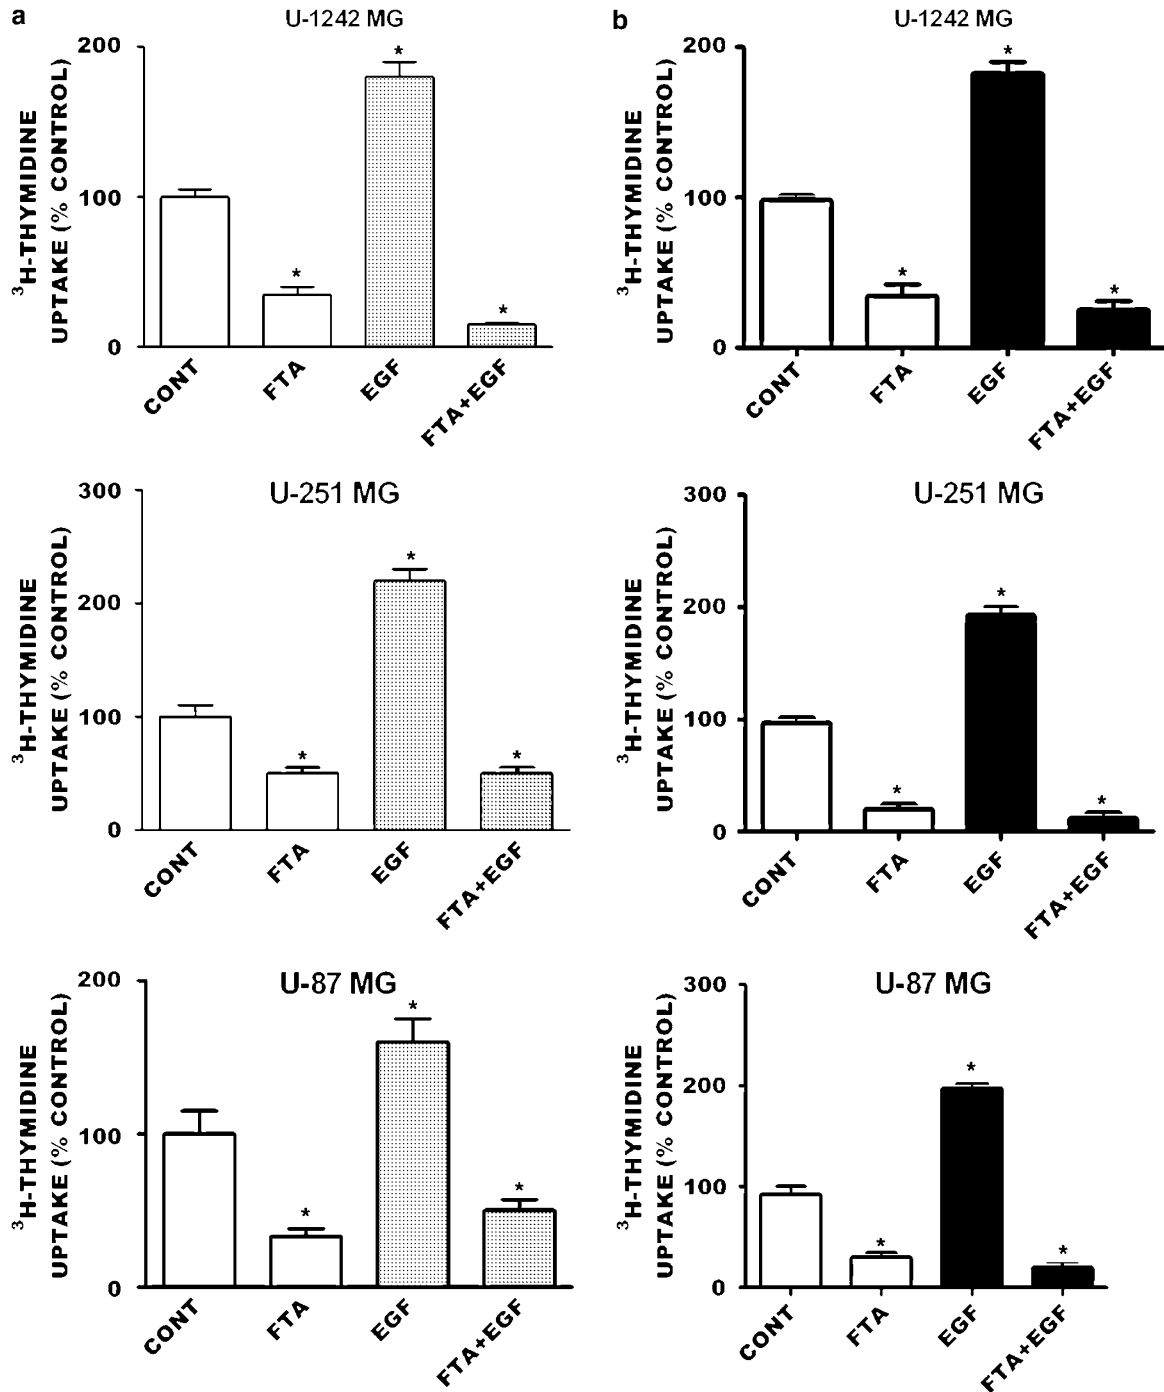 a
U-1242 MG
³H-THYMIDINE
UPTAKE (% CONTROL)
200
100
0
*
*
*
CONT
FTA
EGF
FTA+EGF
b
U-1242 MG
³H-THYMIDINE
UPTAKE (% CONTROL)
200
100
0
*
*
*
CONT
FTA
EGF
FTA+EGF
U-251 MG
³H-THYMIDINE
UPTAKE (% CONTROL)
300
200
100
0
*
*
*
CONT
FTA
EGF
FTA+EGF
U-251 MG
³H-THYMIDINE
UPTAKE (% CONTROL)
300
200
100
0
*
*
*
CONT
FTA
EGF
FTA+EGF
U-87 MG
³H-THYMIDINE
UPTAKE (% CONTROL)
200
100
0
*
*
*
CONT
FTA
EGF
FTA+EGF
U-87 MG
³H-THYMIDINE
UPTAKE (% CONTROL)
300
200
100
0
*
*
*
CONT
FTA
EGF
FTA+EGF